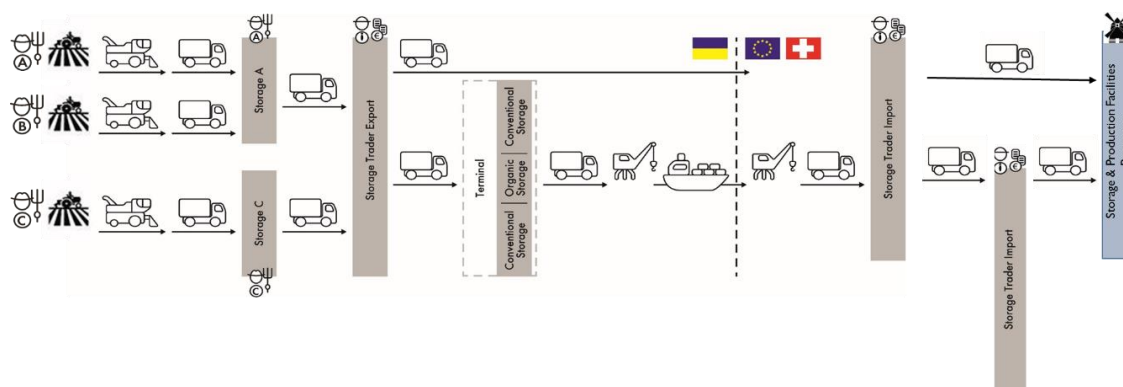 A
B
C
A
Storage A
Storage C
C
Storage Trader Export
€
Terminal
Conventional
Storage
Organic
Storage
Conventional
Storage
Storage Trader Import
€
Storage Trader Import
€
Storage & Production Facilities